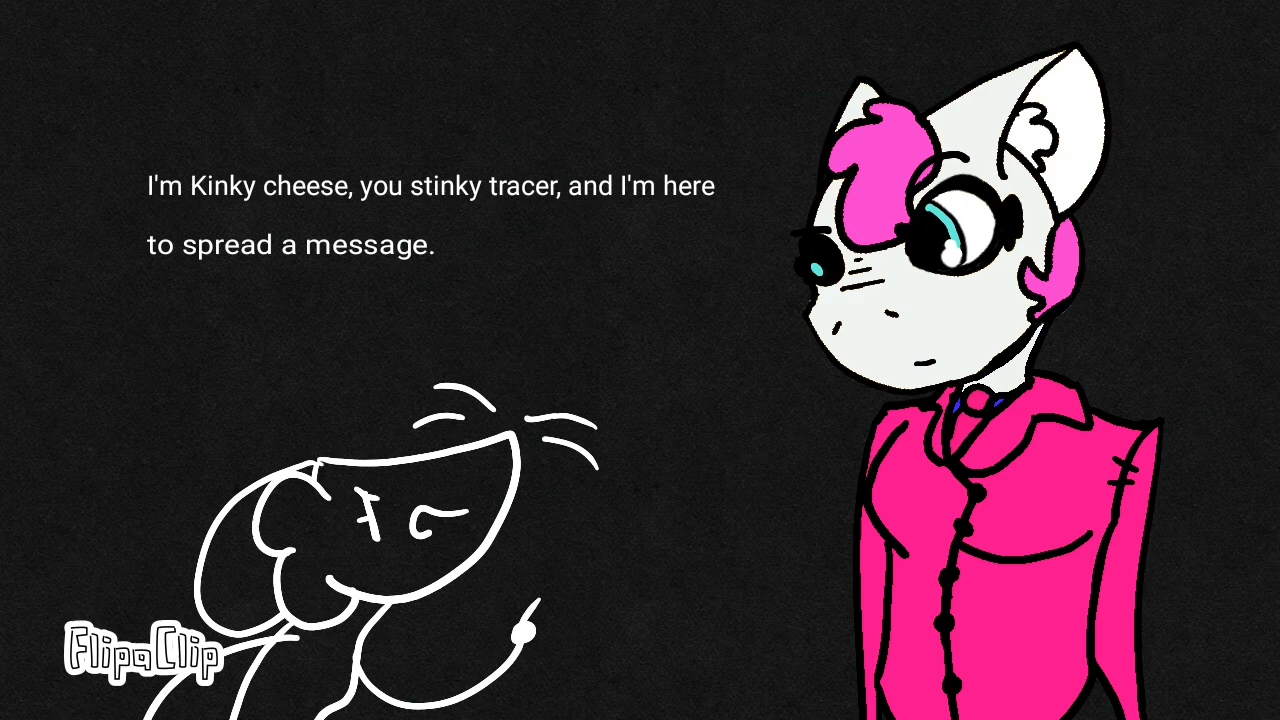 I'm Kinky cheese, you stinky tracer, and I'm here
to spread a message.
FlipaClip